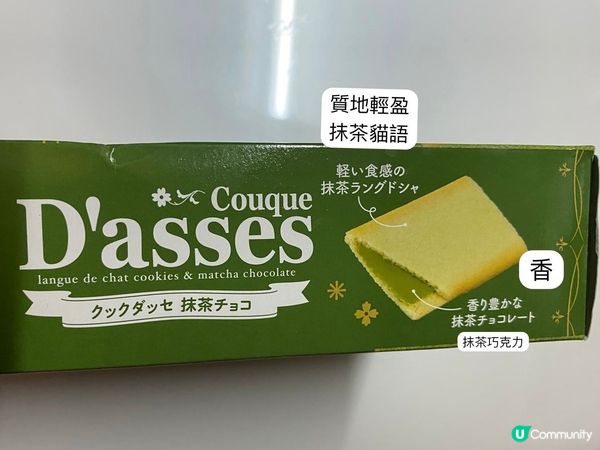 質地輕盈
抹茶貓語
軽い食感の
抹茶ラングドシャ
Couque
D'asses
langue de chat cookies & matcha chocolate
クックダッセ 抹茶チョコ
香
香り豊かな
抹茶チョコレート
抹茶巧克力
U Community